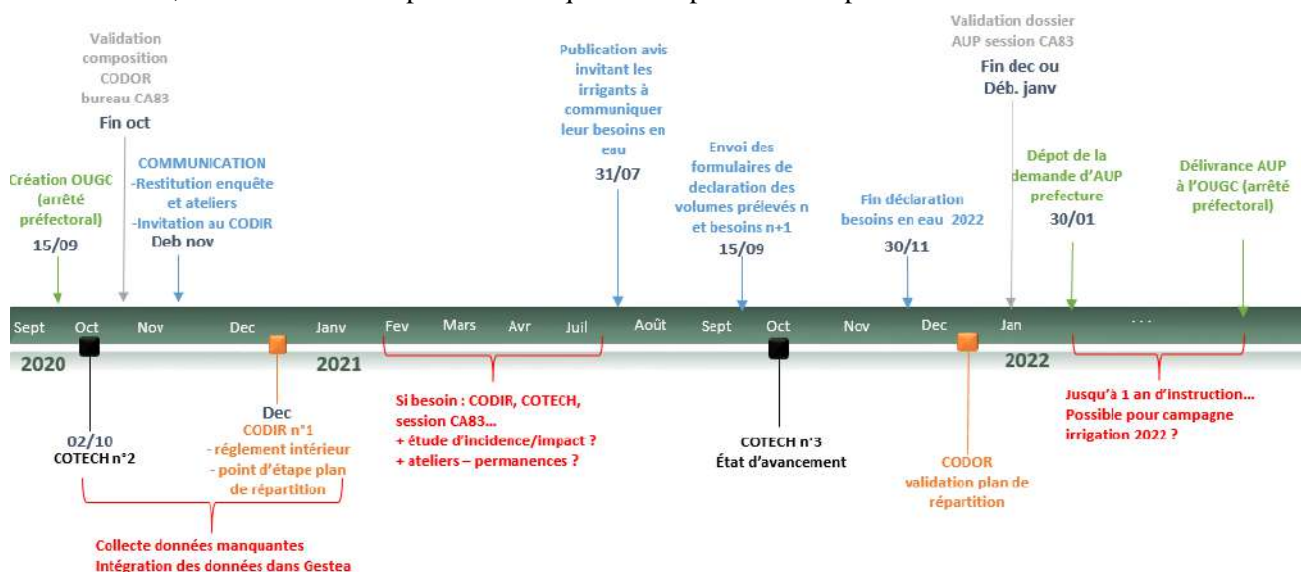 Validation
composition
CODOR
bureau CA83
Fin oct
Publication avis
invitant les
irrigants à
communiquer
leur besoins en
eau
31/07
Validation dossier
AUP session CA83
Fin dec ou
Déb. janv
Création OUGC
(arrêté
préfectoral)
15/09
COMMUNICATION
-Restitution enquête
et ateliers
-Invitation au CODIR
Deb nov
Envoi des
formulaires de
declaration des
volumes prélevés n
et besoins n+1
15/09
Fin déclaration
besoins en eau 2022
30/11
Dépot de la
demande d'AUP
prefecture
30/01
Délivrance AUP
à l'OUGC (arrêté
préfectoral)
Sept Oct Nov Dec Janv Fev Mars Avr Juil Août Sept Oct Nov Dec Jan ...
2020 2021 2022
02/10
COTECH n°2
Dec
CODIR n°1
- réglement intérieur
- point d'étape plan
de répartition
Si besoin : CODIR, COTECH,
session CA83...
+ étude d'incidence/impact ?
+ ateliers – permanences ?
COTECH n°3
État d'avancement
CODOR
validation plan de
répartition
Jusqu'à 1 an d'instruction...
Possible pour campagne
irrigation 2022 ?
Collecte données manquantes
Intégration des données dans Gestea